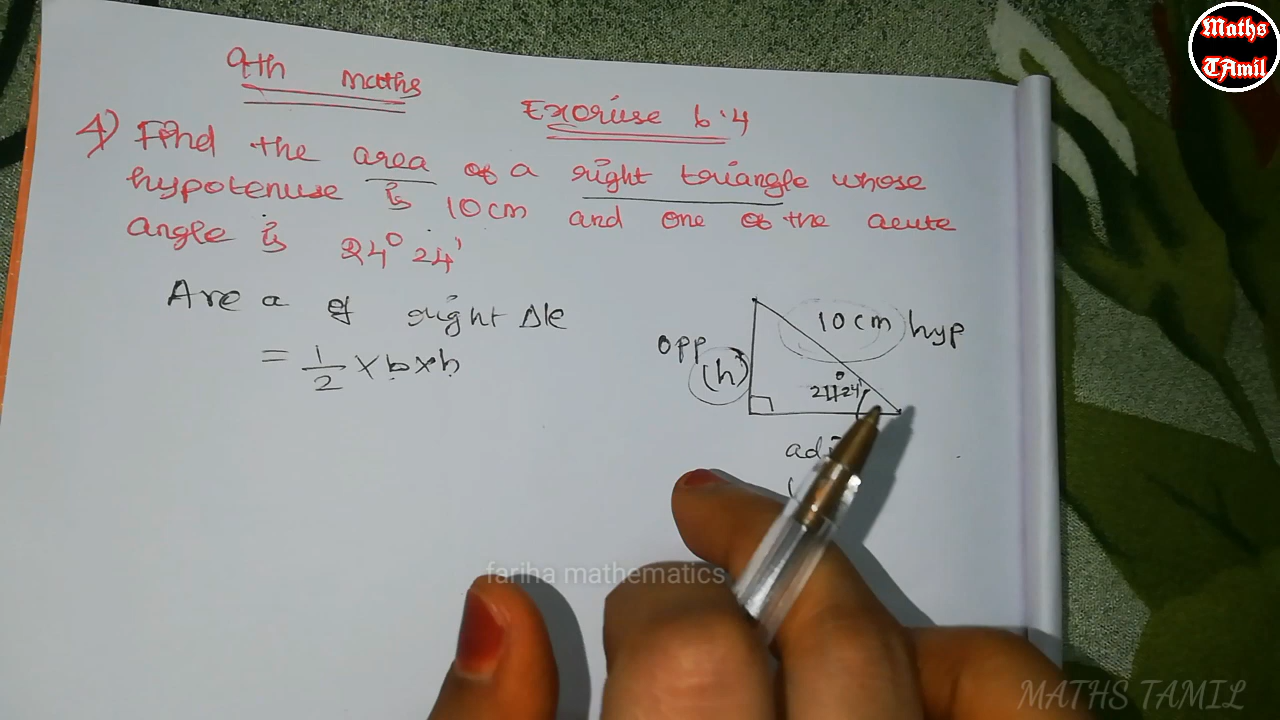 Maths
TAmil
9th maths
Exercise 6.4
4) Find the area of a right triangle whose
hypotenuse is 10cm and one of the acute
angle is 24° 24'
Area of right Δle
= 1/2 × b × h
10cm hyp
opp
(h)
24°24'
fariha mathematics
MATHS TAMIL